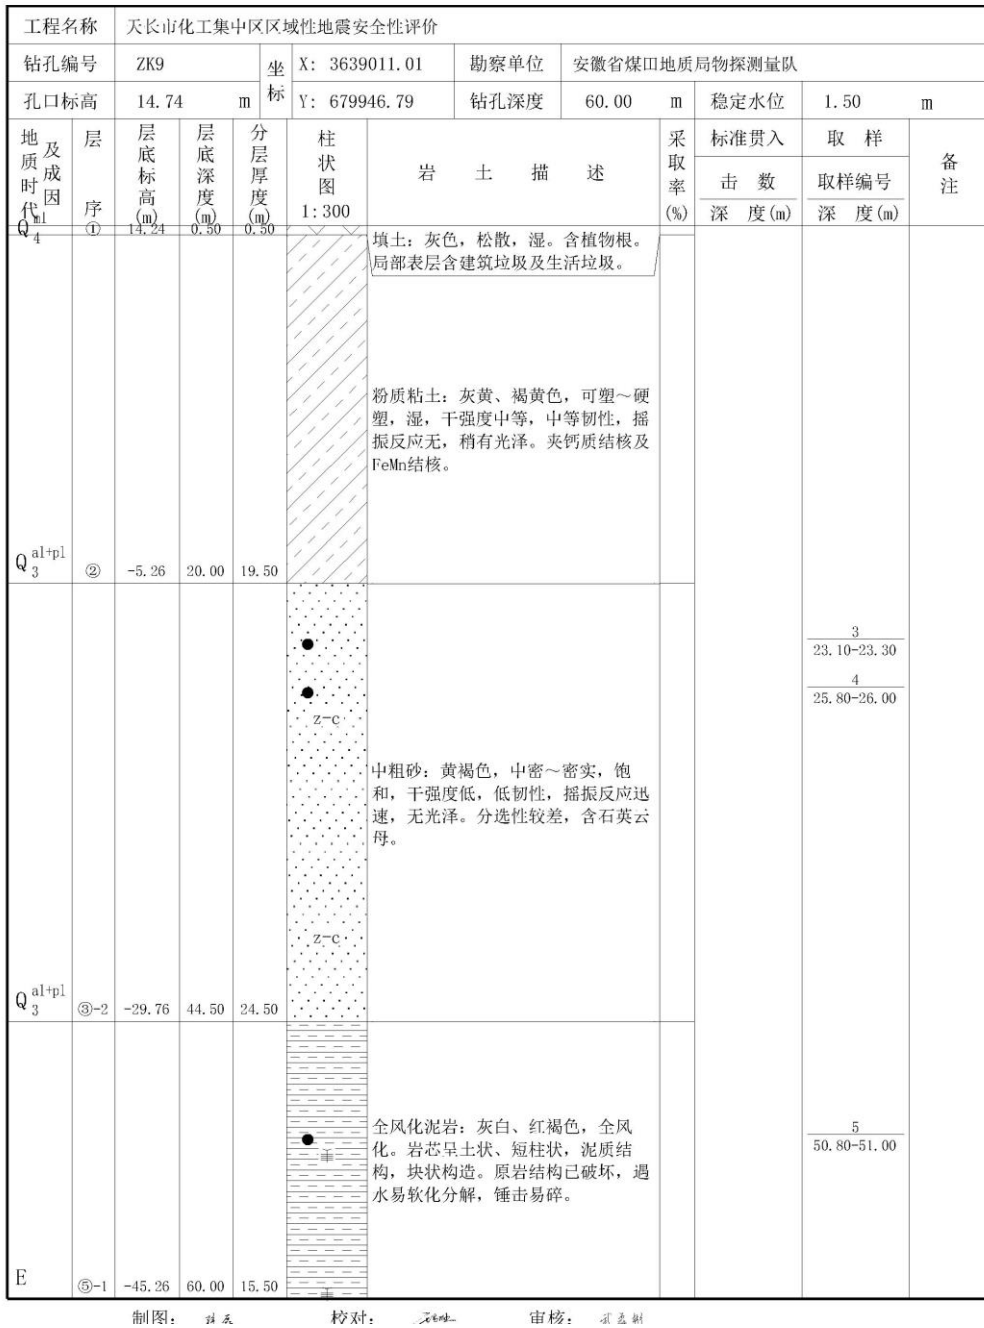 工程名称 天长市化工集中区区域性地震安全性评价
钻孔编号 ZK9 坐标 X: 3639011.01 勘察单位 安徽省煤田地质局物探测量队
孔口标高 14.74 m Y: 679946.79 钻孔深度 60.00 m 稳定水位 1.50 m
地质时代及成因 层序 层底标高(m) 层底深度(m) 分层厚度(m) 柱状图 1:300 岩土描述 采取率(%) 标准贯入 击数 深度(m) 取样 取样编号 深度(m) 备注
Q4ml ① 14.24 0.50 0.50
填土：灰色，松散，湿。含植物根。
局部表层含建筑垃圾及生活垃圾。
粉质粘土：灰黄、褐黄色，可塑～硬
塑，湿，干强度中等，中等韧性，摇
振反应无，稍有光泽。夹钙质结核及
FeMn结核。
Q3al+pl ② -5.26 20.00 19.50
3
23.10-23.30
4
25.80-26.00
z-c
中粗砂：黄褐色，中密～密实，饱
和，干强度低，低韧性，摇振反应迅
速，无光泽。分选性较差，含石英云
母。
z-c
Q3al+pl ③-2 -29.76 44.50 24.50
全风化泥岩：灰白、红褐色，全风
化。岩芯呈土状、短柱状，泥质结
构，块状构造。原岩结构已破坏，遇
水易软化分解，锤击易碎。
5
50.80-51.00
E ⑤-1 -45.26 60.00 15.50
制图： 校对： 审核：